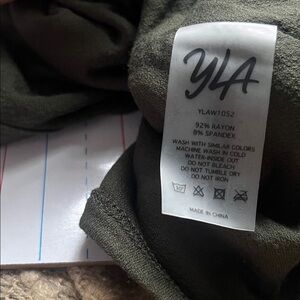 YLA
YLAW1052
92% RAYON
8% SPANDEX
WASH WITH SIMILAR COLORS
MACHINE WASH IN COLD
WATER-INSIDE OUT
DO NOT BLEACH
DO NOT TUMBLE DRY
DO NOT IRON
MADE IN CHINA